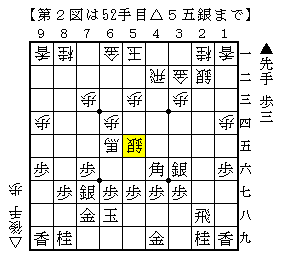 【第２図は52手目△５五銀まで】
9 8 7 6 5 4 3 2 1
香 桂 金 王 桂 香 一
飛 金 銀 二
歩 歩 歩 三
歩 歩 歩 四
馬 銀 五
歩 歩 角 銀 歩 六
歩 銀 歩 歩 歩 歩 七
金 玉 飛 八
香 桂 金 桂 香 九
▲先手 歩三
△後手 歩